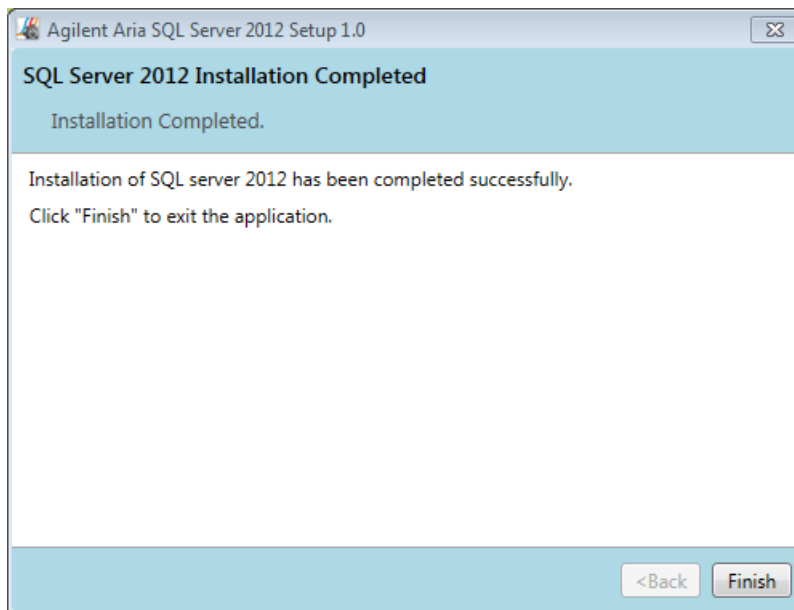 Agilent Aria SQL Server 2012 Setup 1.0
SQL Server 2012 Installation Completed
Installation Completed.
Installation of SQL server 2012 has been completed successfully.
Click "Finish" to exit the application.
<Back Finish